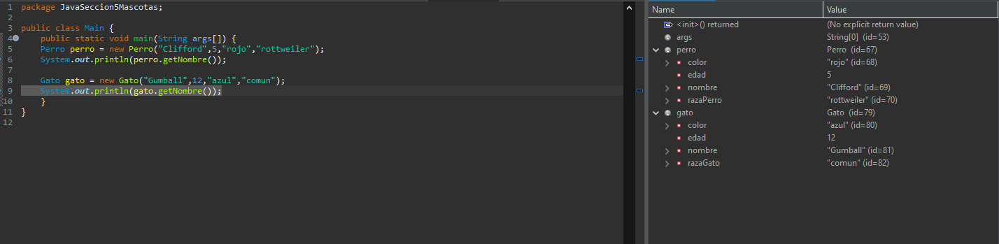 1 package JavaSeccion5Mascotas;
2
3 public class Main {
4 public static void main(String args[]) {
5 Perro perro = new Perro("Clifford",5,"rojo","rottweiler");
6 System.out.println(perro.getNombre());
7
8 Gato gato = new Gato("Gumball",12,"azul","comun");
9 System.out.println(gato.getNombre());
10 }
11 }
12
Name Value
<init>() returned (No explicit return value)
args String[0] (id=53)
perro Perro (id=67)
color "rojo" (id=68)
edad 5
nombre "Clifford" (id=69)
razaPerro "rottweiler" (id=70)
gato Gato (id=79)
color "azul" (id=80)
edad 12
nombre "Gumball" (id=81)
razaGato "comun" (id=82)